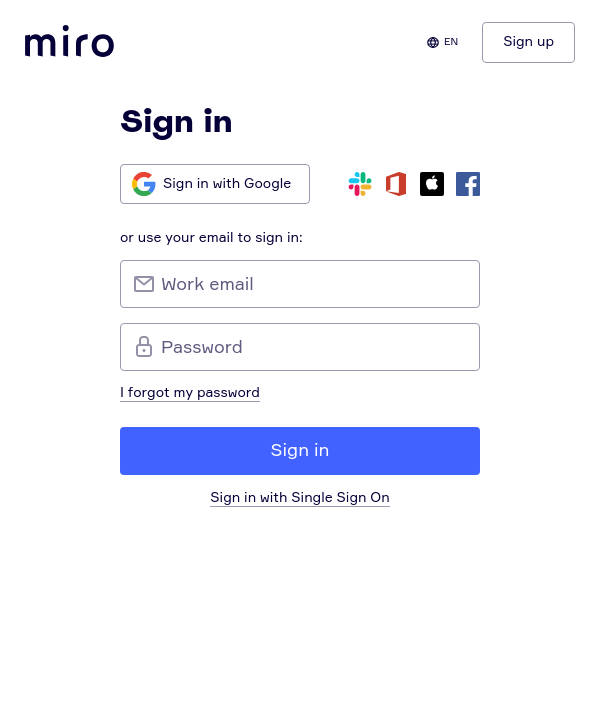 miro
EN
Sign up
Sign in
Sign in with Google
or use your email to sign in:
Work email
Password
I forgot my password
Sign in
Sign in with Single Sign On